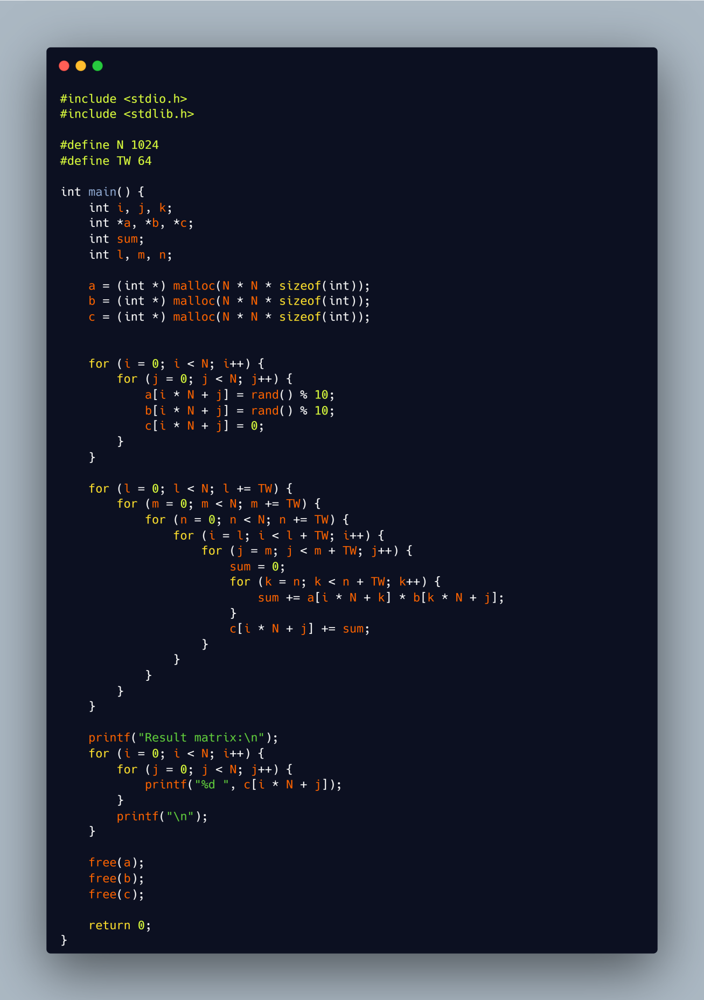 #include <stdio.h>
#include <stdlib.h>

#define N 1024
#define TW 64

int main() {
    int i, j, k;
    int *a, *b, *c;
    int sum;
    int l, m, n;

    a = (int *) malloc(N * N * sizeof(int));
    b = (int *) malloc(N * N * sizeof(int));
    c = (int *) malloc(N * N * sizeof(int));


    for (i = 0; i < N; i++) {
        for (j = 0; j < N; j++) {
            a[i * N + j] = rand() % 10;
            b[i * N + j] = rand() % 10;
            c[i * N + j] = 0;
        }
    }

    for (l = 0; l < N; l += TW) {
        for (m = 0; m < N; m += TW) {
            for (n = 0; n < N; n += TW) {
                for (i = l; i < l + TW; i++) {
                    for (j = m; j < m + TW; j++) {
                        sum = 0;
                        for (k = n; k < n + TW; k++) {
                            sum += a[i * N + k] * b[k * N + j];
                        }
                        c[i * N + j] += sum;
                    }
                }
            }
        }
    }

    printf("Result matrix:\n");
    for (i = 0; i < N; i++) {
        for (j = 0; j < N; j++) {
            printf("%d ", c[i * N + j]);
        }
        printf("\n");
    }

    free(a);
    free(b);
    free(c);

    return 0;
}